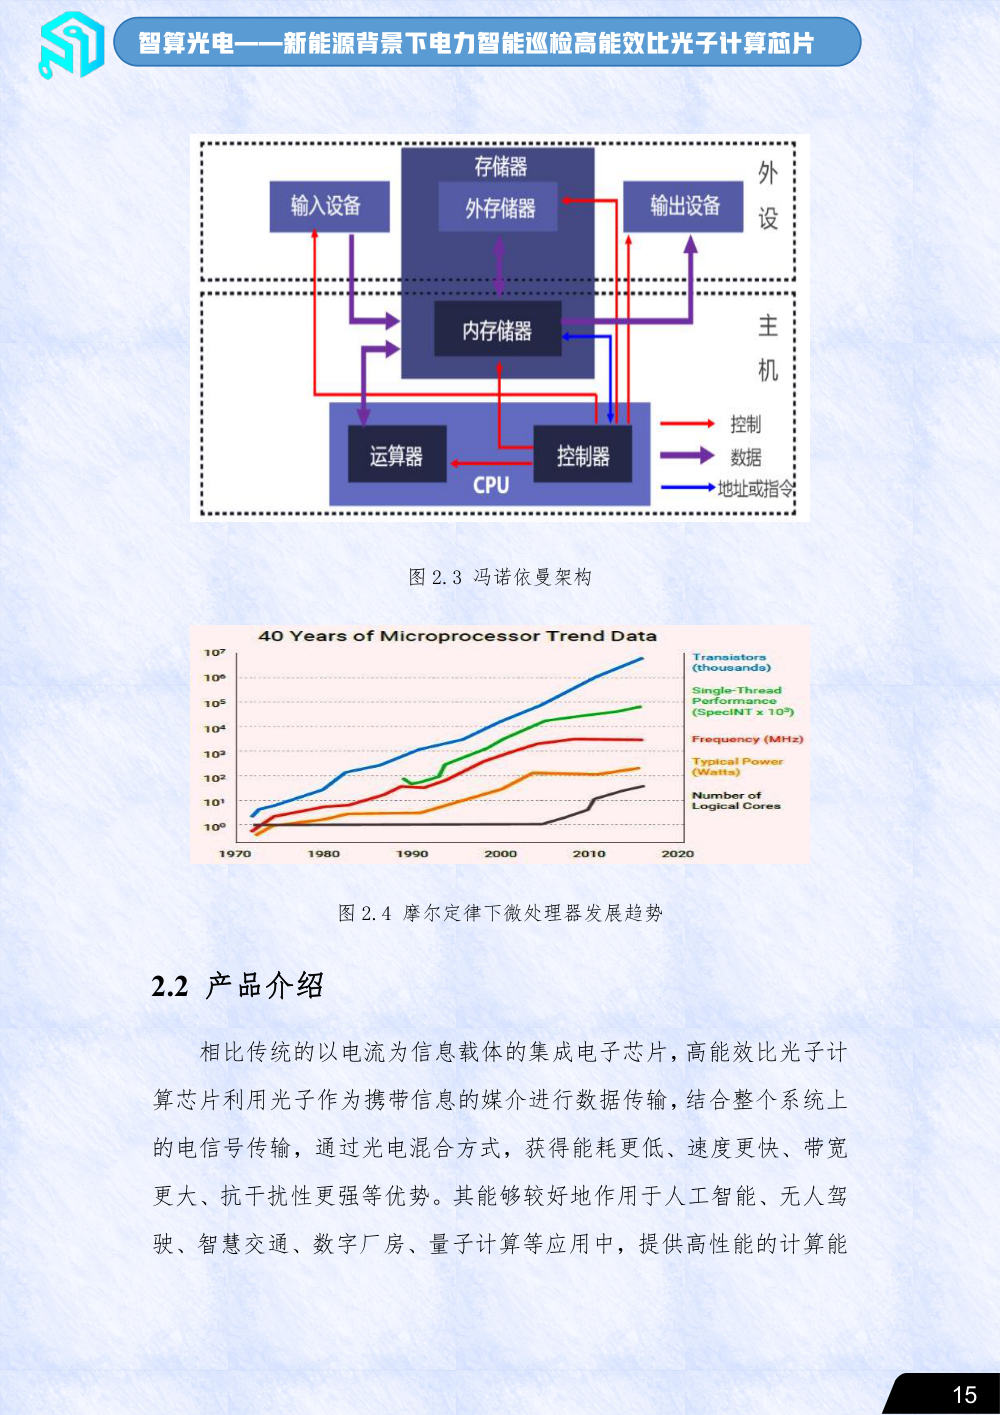 智算光电——新能源背景下电力智能巡检高能效比光子计算芯片
存储器
外
输入设备
外存储器
输出设备
设
内存储器
主
机
控制
运算器
控制器
数据
CPU
地址或指令
图 2.3 冯诺依曼架构
40 Years of Microprocessor Trend Data
10⁷
10⁶
10⁵
10⁴
10³
10²
10¹
10⁰
Transistors
(thousands)
Single-Thread
Performance
(SpecINT x 10³)
Frequency (MHz)
Typical Power
(Watts)
Number of
Logical Cores
1970 1980 1990 2000 2010 2020
图 2.4 摩尔定律下微处理器发展趋势
2.2 产品介绍
相比传统的以电流为信息载体的集成电子芯片，高能效比光子计
算芯片利用光子作为携带信息的媒介进行数据传输，结合整个系统上
的电信号传输，通过光电混合方式，获得能耗更低、速度更快、带宽
更大、抗干扰性更强等优势。其能够较好地作用于人工智能、无人驾
驶、智慧交通、数字厂房、量子计算等应用中，提供高性能的计算能
15